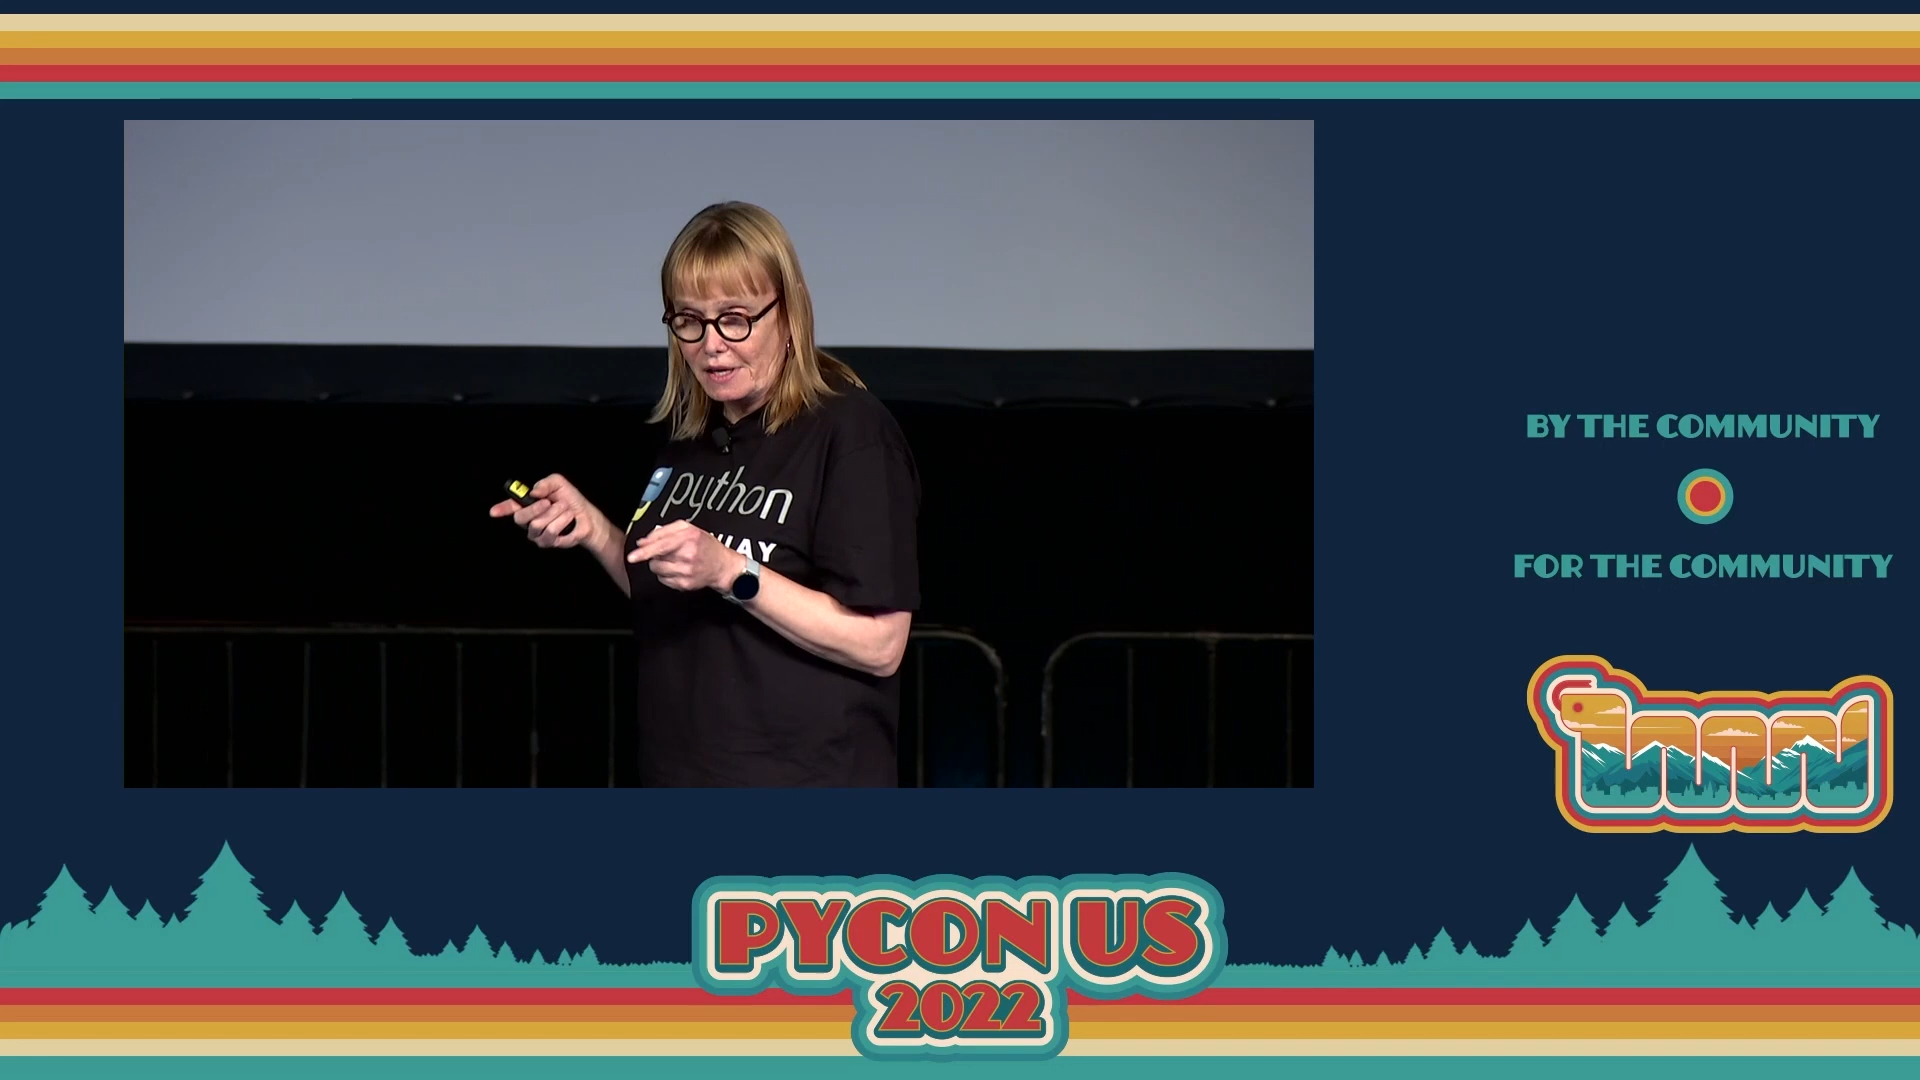 python
BY THE COMMUNITY
FOR THE COMMUNITY
PYCON US
2022